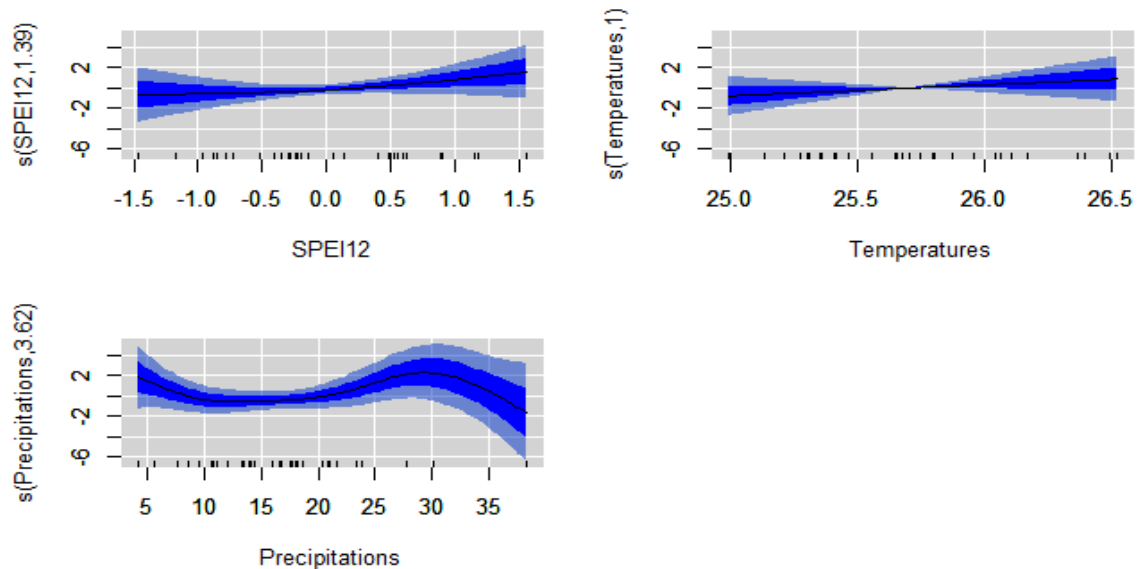 s(SPEI12,1.39)
2
-2
-6
-1.5 -1.0 -0.5 0.0 0.5 1.0 1.5
SPEI12
s(Temperatures,1)
2
-2
-6
25.0 25.5 26.0 26.5
Temperatures
s(Precipitations,3.62)
2
-2
-6
5 10 15 20 25 30 35
Precipitations